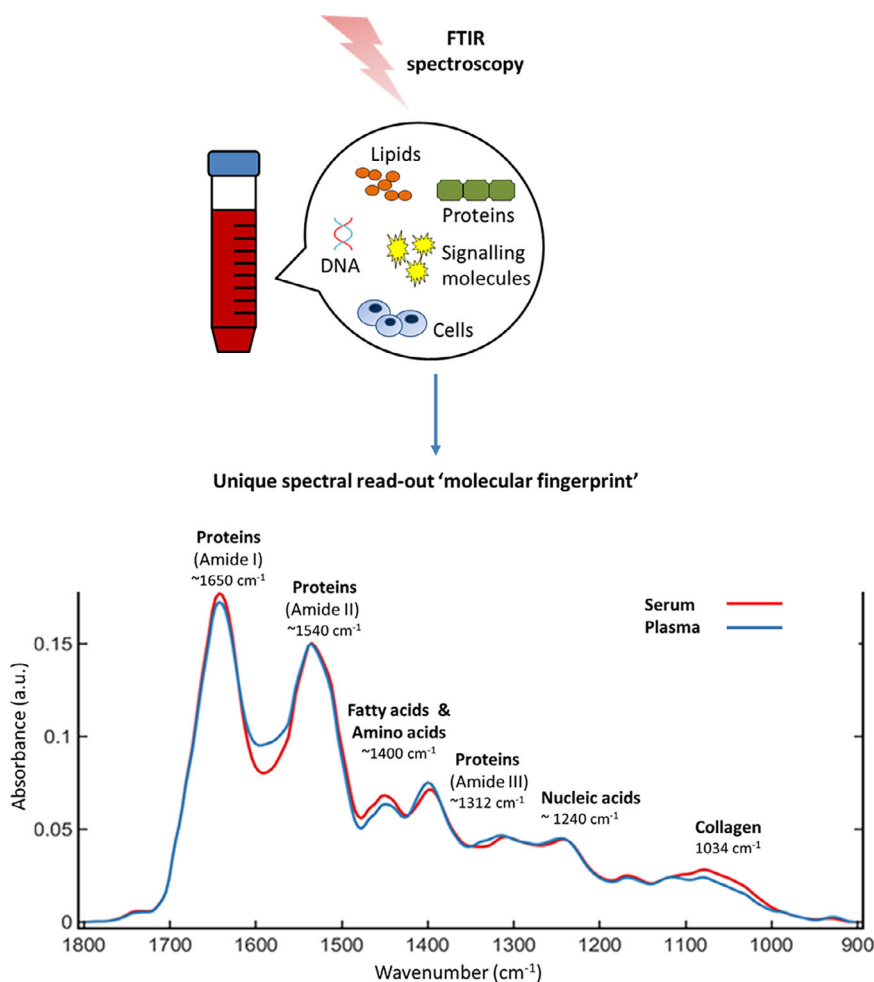 FTIR
spectroscopy
Lipids
Proteins
DNA
Signalling
molecules
Cells
Unique spectral read-out ‘molecular fingerprint’
Proteins
(Amide I)
~1650 cm-1
Proteins
(Amide II)
~1540 cm-1
Fatty acids &
Amino acids
~1400 cm-1
Proteins
(Amide III)
~1312 cm-1
Nucleic acids
~ 1240 cm-1
Collagen
1034 cm-1
Serum
Plasma
Absorbance (a.u.)
0.15
0.1
0.05
0
1800 1700 1600 1500 1400 1300 1200 1100 1000 900
Wavenumber (cm-1)